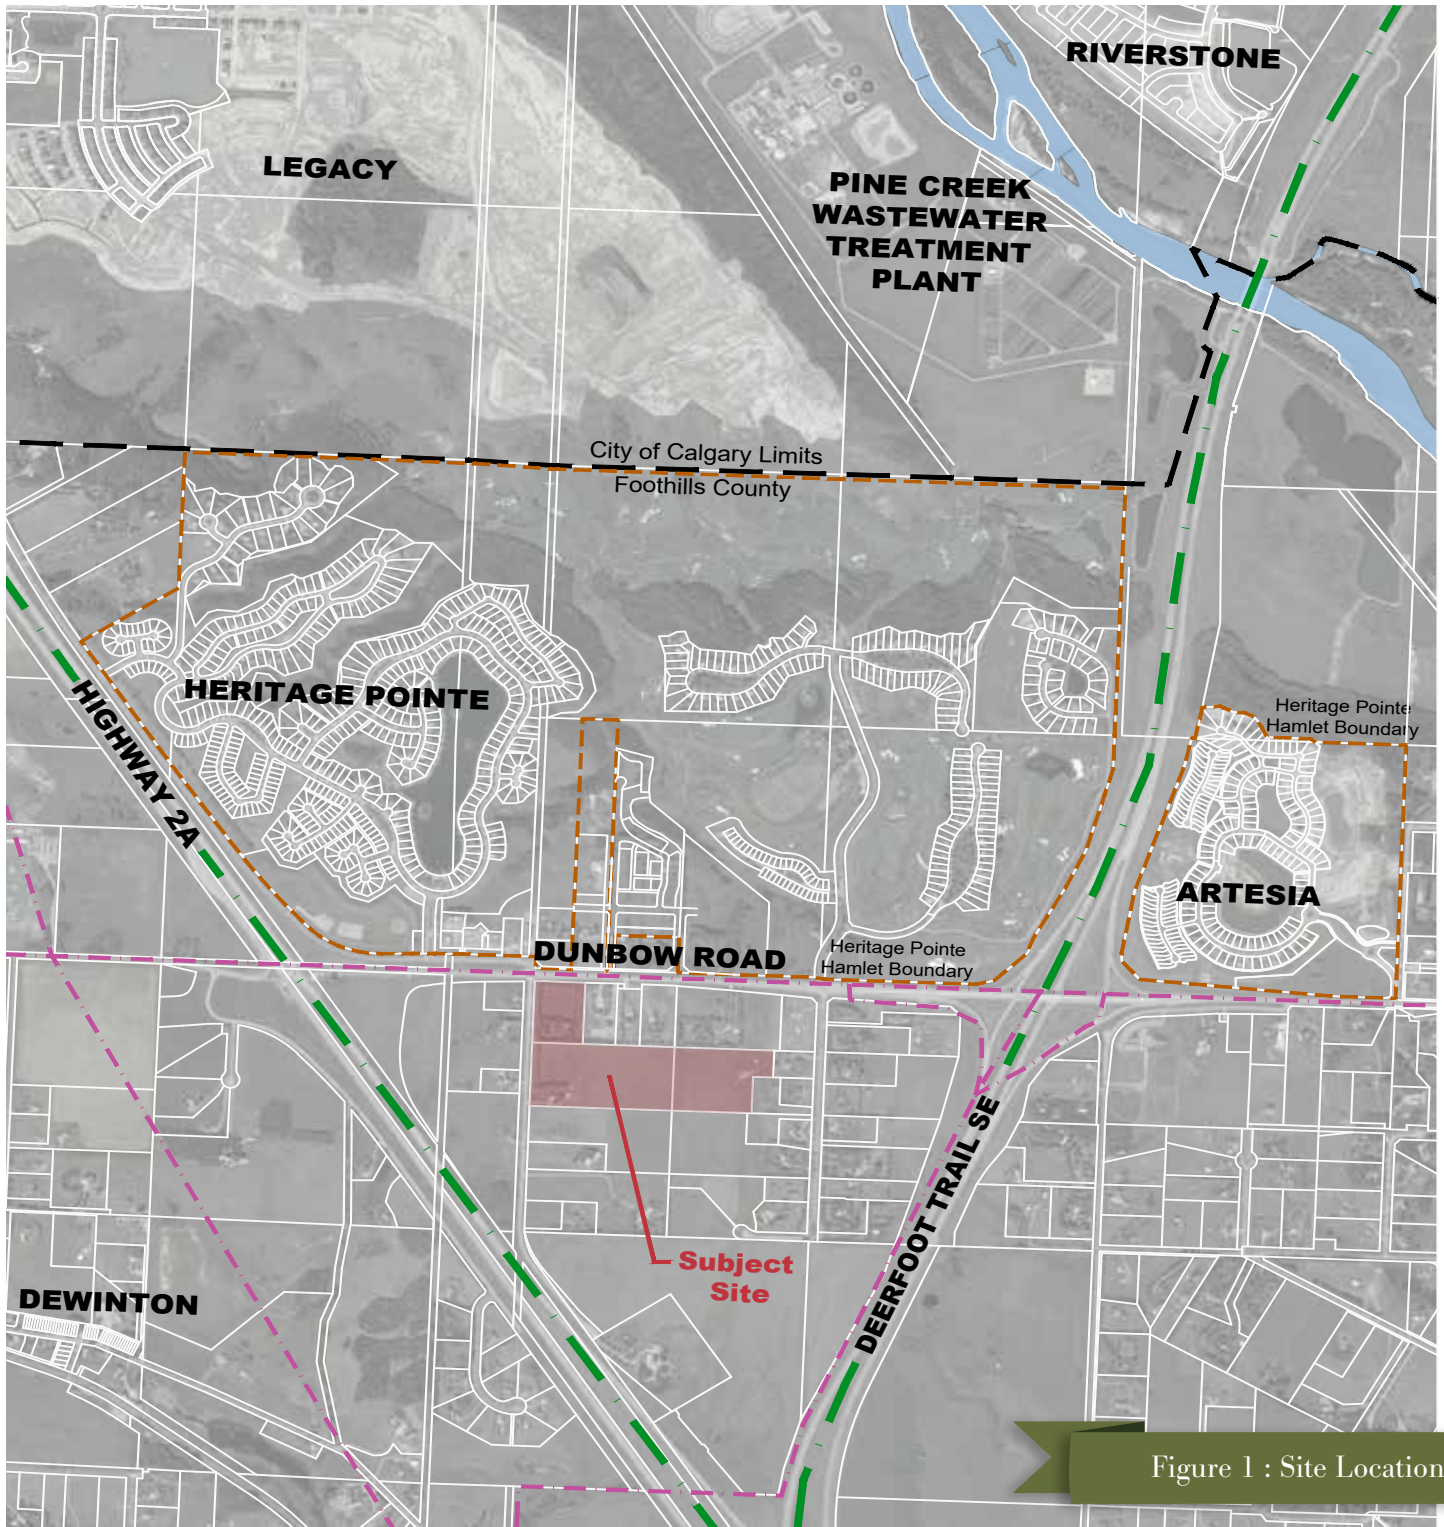 RIVERSTONE
LEGACY
PINE CREEK
WASTEWATER
TREATMENT
PLANT
City of Calgary Limits
Foothills County
HERITAGE POINTE
HIGHWAY 2A
Heritage Pointe
Hamlet Boundary
ARTESIA
DUNBOW ROAD
Heritage Pointe
Hamlet Boundary
DEERFOOT TRAIL SE
Subject
Site
DEWINTON
Figure 1 : Site Location